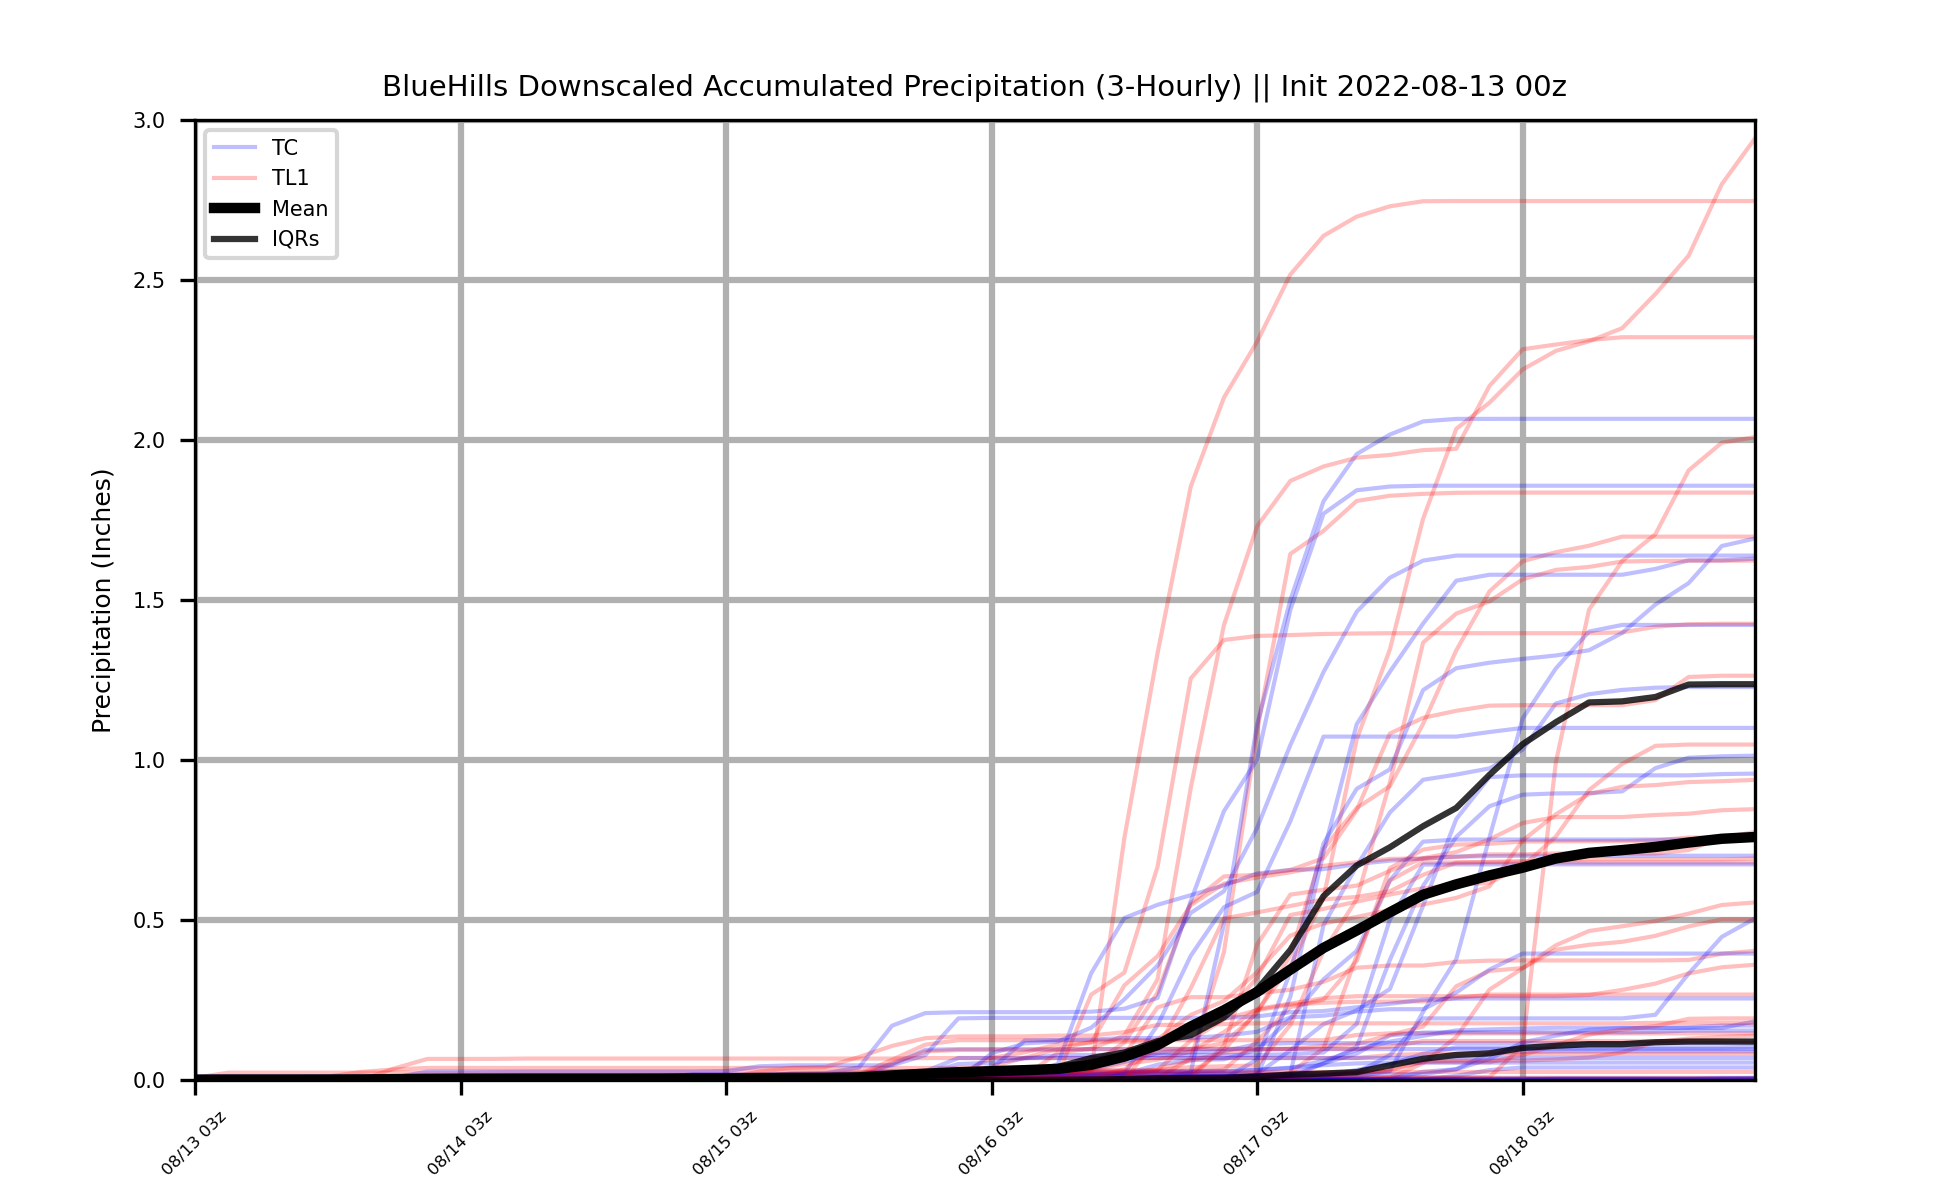 BlueHills Downscaled Accumulated Precipitation (3-Hourly) || Init 2022-08-13 00z
TC
TL1
Mean
IQRs
Precipitation (Inches)
3.0
2.5
2.0
1.5
1.0
0.5
0.0
08/13 03z
08/14 03z
08/15 03z
08/16 03z
08/17 03z
08/18 03z